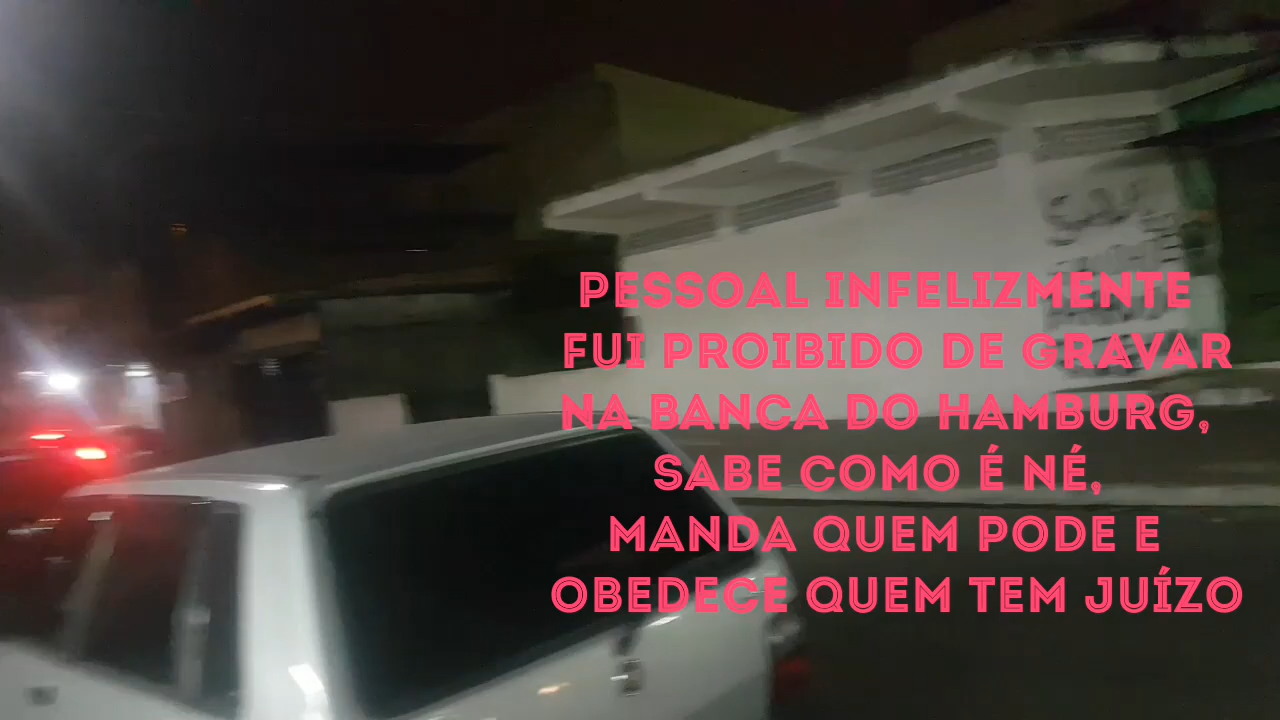 PESSOAL INFELIZMENTE
FUI PROIBIDO DE GRAVAR
NA BANCA DO HAMBURG,
SABE COMO É NÉ,
MANDA QUEM PODE E
OBEDECE QUEM TEM JUÍZO